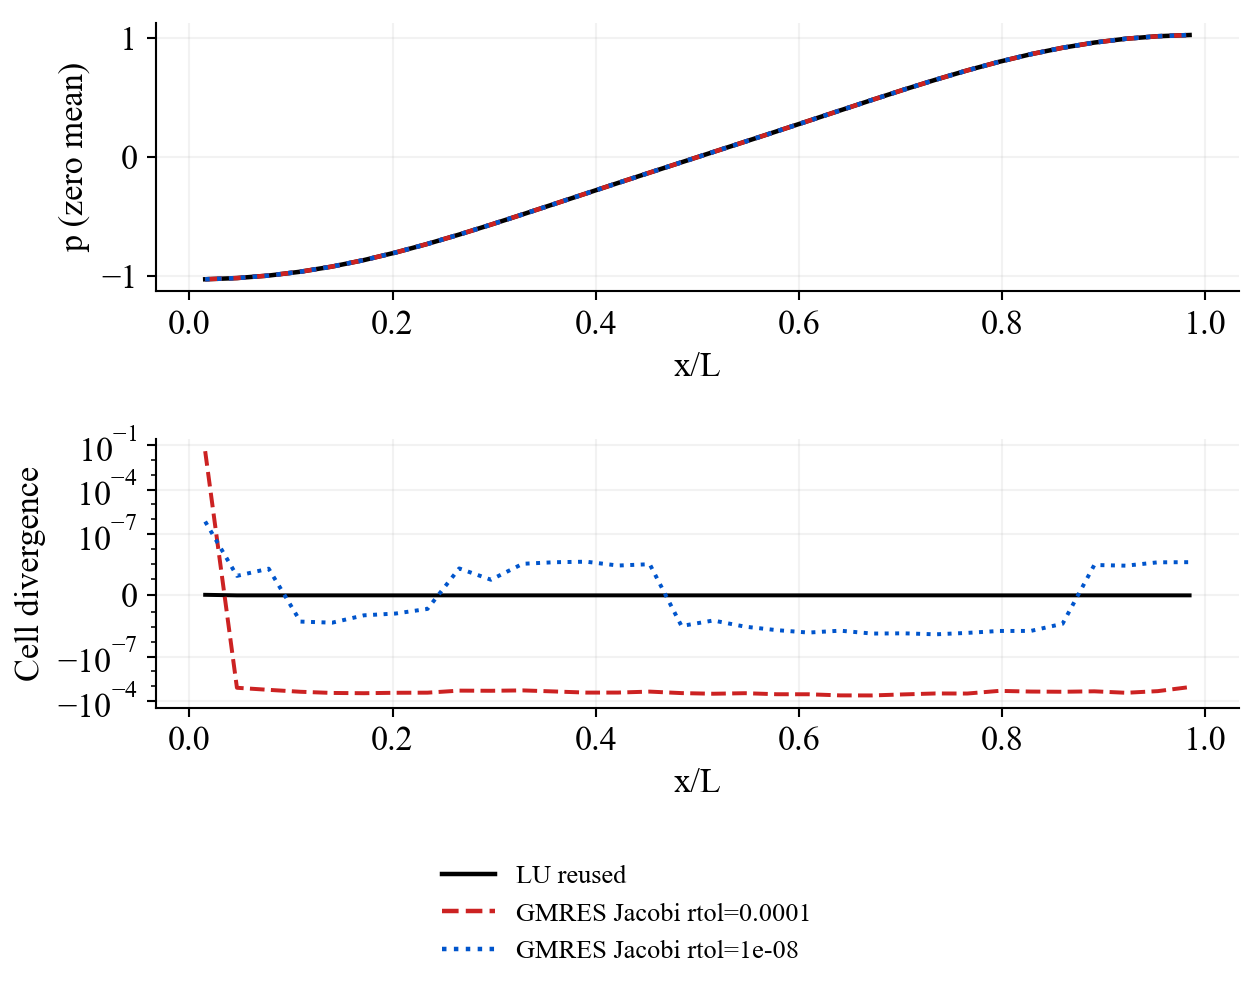 1
0
−1
p (zero mean)
0.0 0.2 0.4 0.6 0.8 1.0
x/L
10⁻¹
10⁻⁴
10⁻⁷
0
−10⁻⁷
−10⁻⁴
Cell divergence
0.0 0.2 0.4 0.6 0.8 1.0
x/L
LU reused
GMRES Jacobi rtol=0.0001
GMRES Jacobi rtol=1e-08